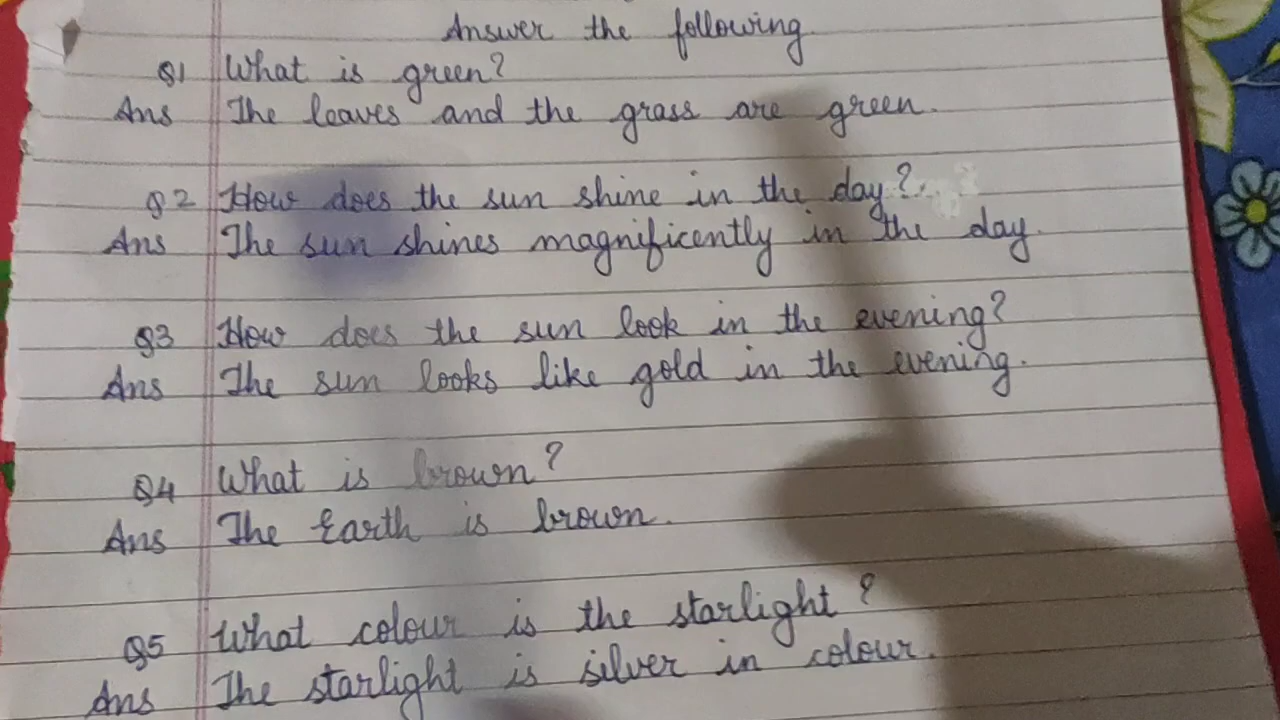 Answer the following
Q1 What is green?
Ans The leaves and the grass are green.
Q2 How does the sun shine in the day?
Ans The sun shines magnificently in the day.
Q3 How does the sun look in the evening?
Ans The sun looks like gold in the evening.
Q4 What is brown?
Ans The Earth is brown.
Q5 What colour is the starlight?
Ans The starlight is silver in colour.